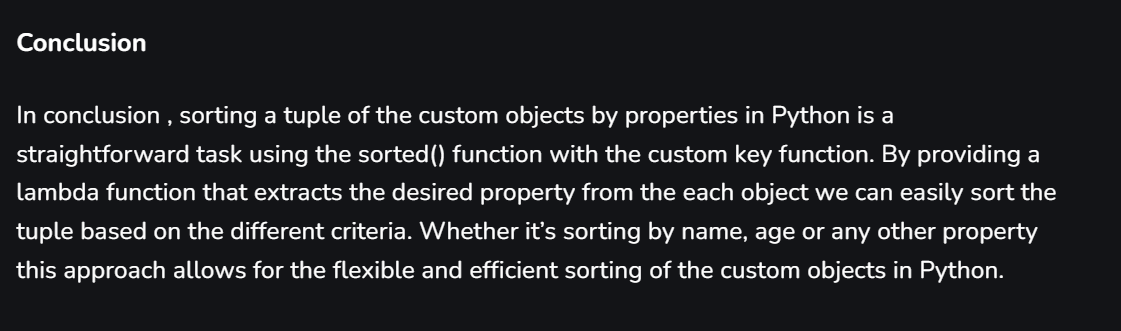 Conclusion
In conclusion , sorting a tuple of the custom objects by properties in Python is a
straightforward task using the sorted() function with the custom key function. By providing a
lambda function that extracts the desired property from the each object we can easily sort the
tuple based on the different criteria. Whether it’s sorting by name, age or any other property
this approach allows for the flexible and efficient sorting of the custom objects in Python.